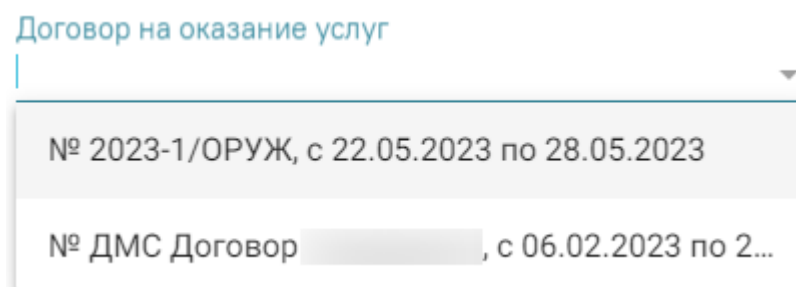 Договор на оказание услуг
№ 2023-1/ОРУЖ, с 22.05.2023 по 28.05.2023
№ ДМС Договор , с 06.02.2023 по 2...